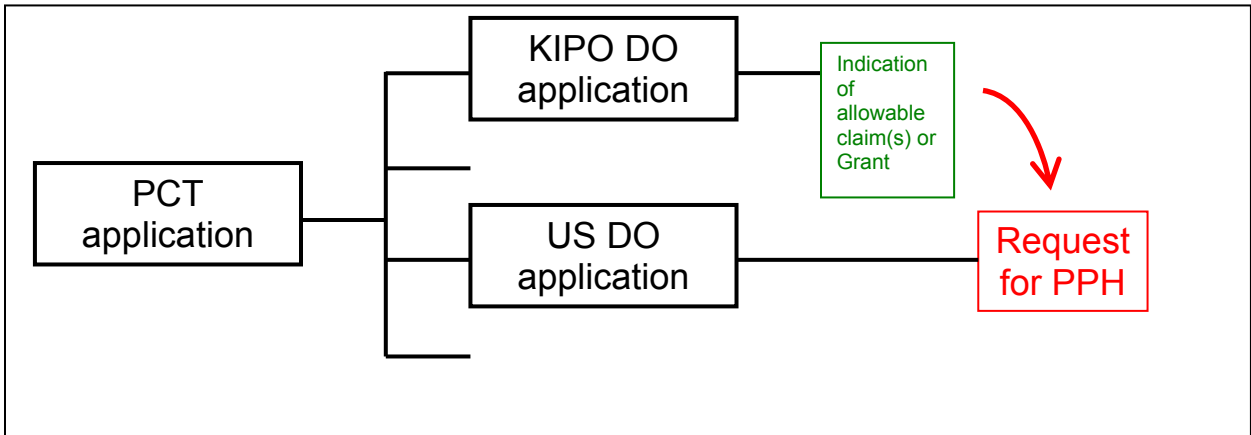 KIPO DO
application
Indication
of
allowable
claim(s) or
Grant
PCT
application
US DO
application
Request
for PPH